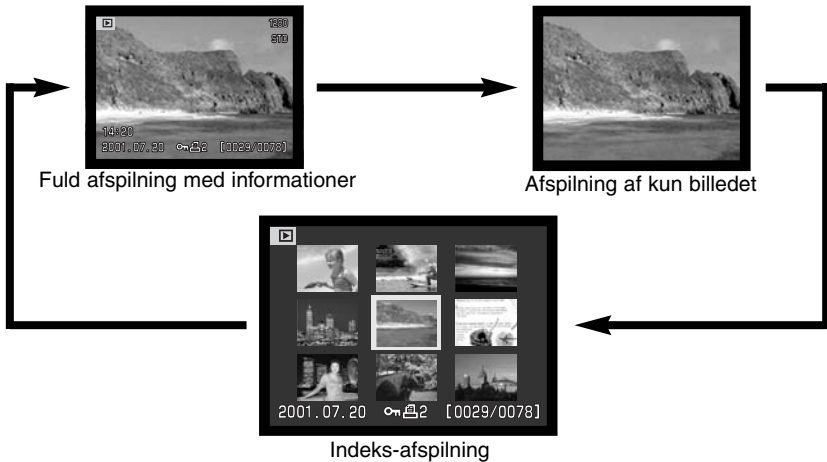 1280
STD
14:20
2001.07.20 2 [0029/0078]
Fuld afspilning med informationer
Afspilning af kun billedet
2001.07.20 2 [0029/0078]
Indeks-afspilning